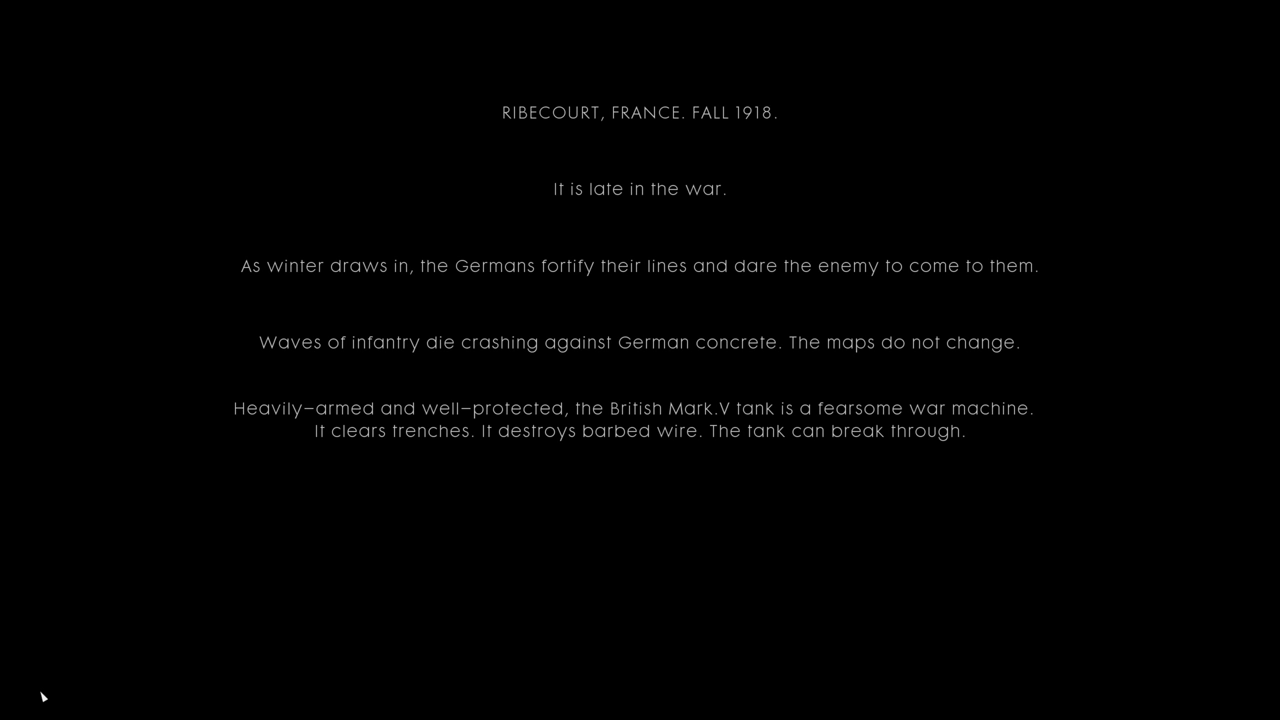 RIBECOURT, FRANCE. FALL 1918.
It is late in the war.
As winter draws in, the Germans fortify their lines and dare the enemy to come to them.
Waves of infantry die crashing against German concrete. The maps do not change.
Heavily-armed and well-protected, the British Mark.V tank is a fearsome war machine.
It clears trenches. It destroys barbed wire. The tank can break through.